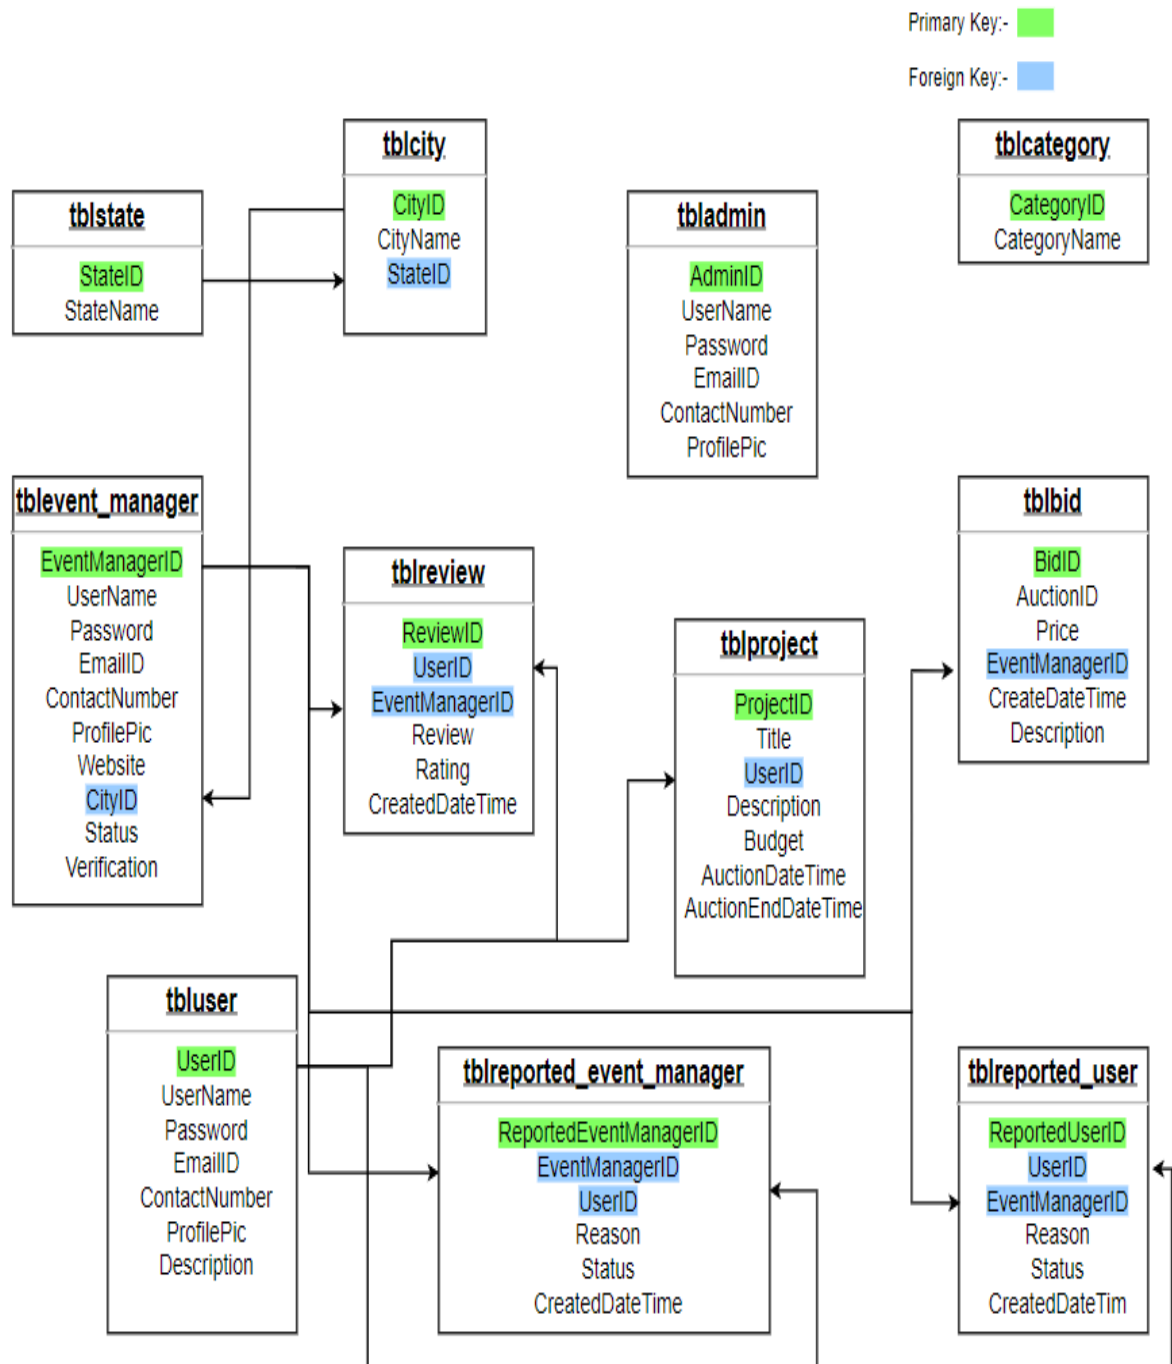 Primary Key:-
Foreign Key:-
tblcity
CityID
CityName
StateID
tblcategory
CategoryID
CategoryName
tblstate
StateID
StateName
tbladmin
AdminID
UserName
Password
EmailID
ContactNumber
ProfilePic
tblevent_manager
EventManagerID
UserName
Password
EmailID
ContactNumber
ProfilePic
Website
CityID
Status
Verification
tblreview
ReviewID
UserID
EventManagerID
Review
Rating
CreatedDateTime
tblproject
ProjectID
Title
UserID
Description
Budget
AuctionDateTime
AuctionEndDateTime
tblbid
BidID
AuctionID
Price
EventManagerID
CreateDateTime
Description
tbluser
UserID
UserName
Password
EmailID
ContactNumber
ProfilePic
Description
tblreported_event_manager
ReportedEventManagerID
EventManagerID
UserID
Reason
Status
CreatedDateTime
tblreported_user
ReportedUserID
UserID
EventManagerID
Reason
Status
CreatedDateTim